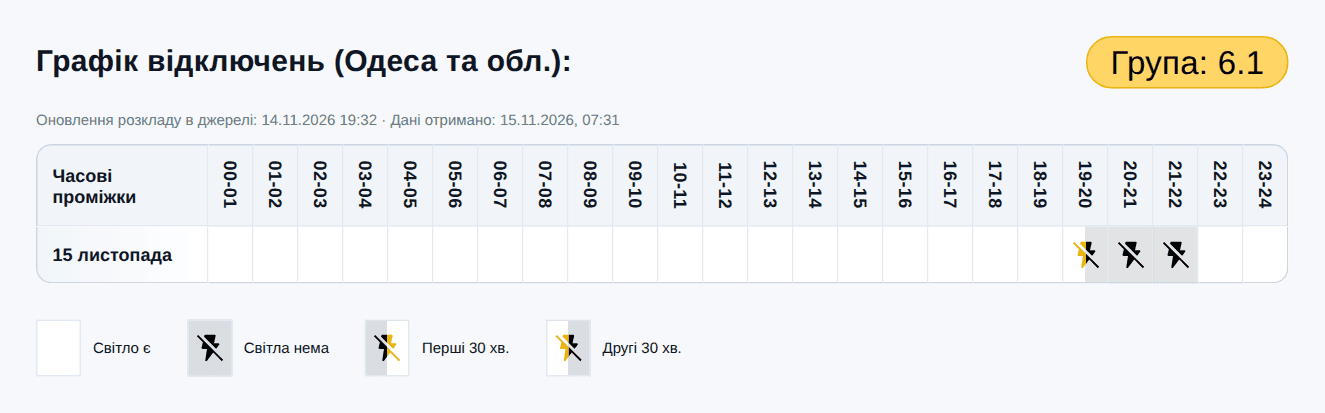 Графік відключень (Одеса та обл.):
Група: 6.1
Оновлення розкладу в джерелі: 14.11.2026 19:32 · Дані отримано: 15.11.2026, 07:31
Часові
проміжки
00-01
01-02
02-03
03-04
04-05
05-06
06-07
07-08
08-09
09-10
10-11
11-12
12-13
13-14
14-15
15-16
16-17
17-18
18-19
19-20
20-21
21-22
22-23
23-24
15 листопада
Світло є
Світла нема
Перші 30 хв.
Другі 30 хв.